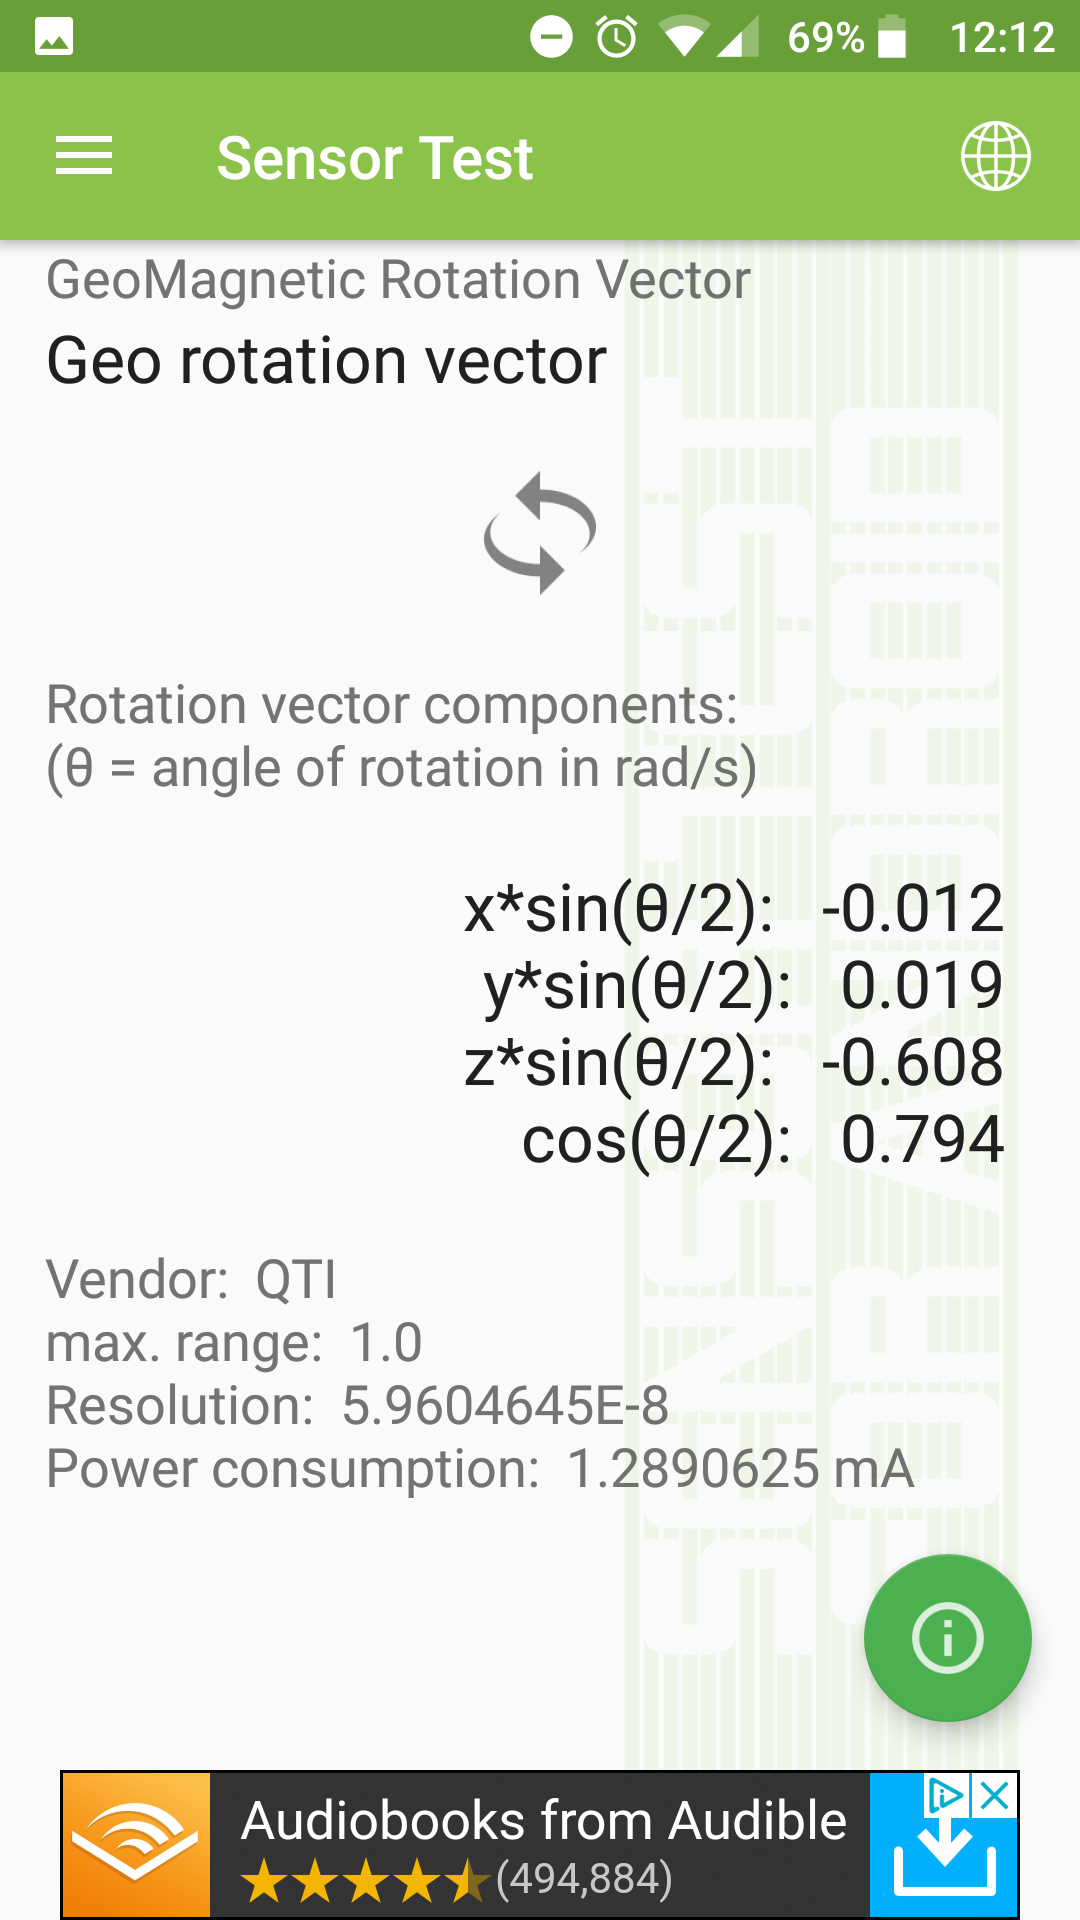 69% 12:12
Sensor Test
GeoMagnetic Rotation Vector
Geo rotation vector
Rotation vector components:
(θ = angle of rotation in rad/s)
x*sin(θ/2): -0.012
y*sin(θ/2): 0.019
z*sin(θ/2): -0.608
cos(θ/2): 0.794
Vendor: QTI
max. range: 1.0
Resolution: 5.9604645E-8
Power consumption: 1.2890625 mA
Audiobooks from Audible
(494,884)